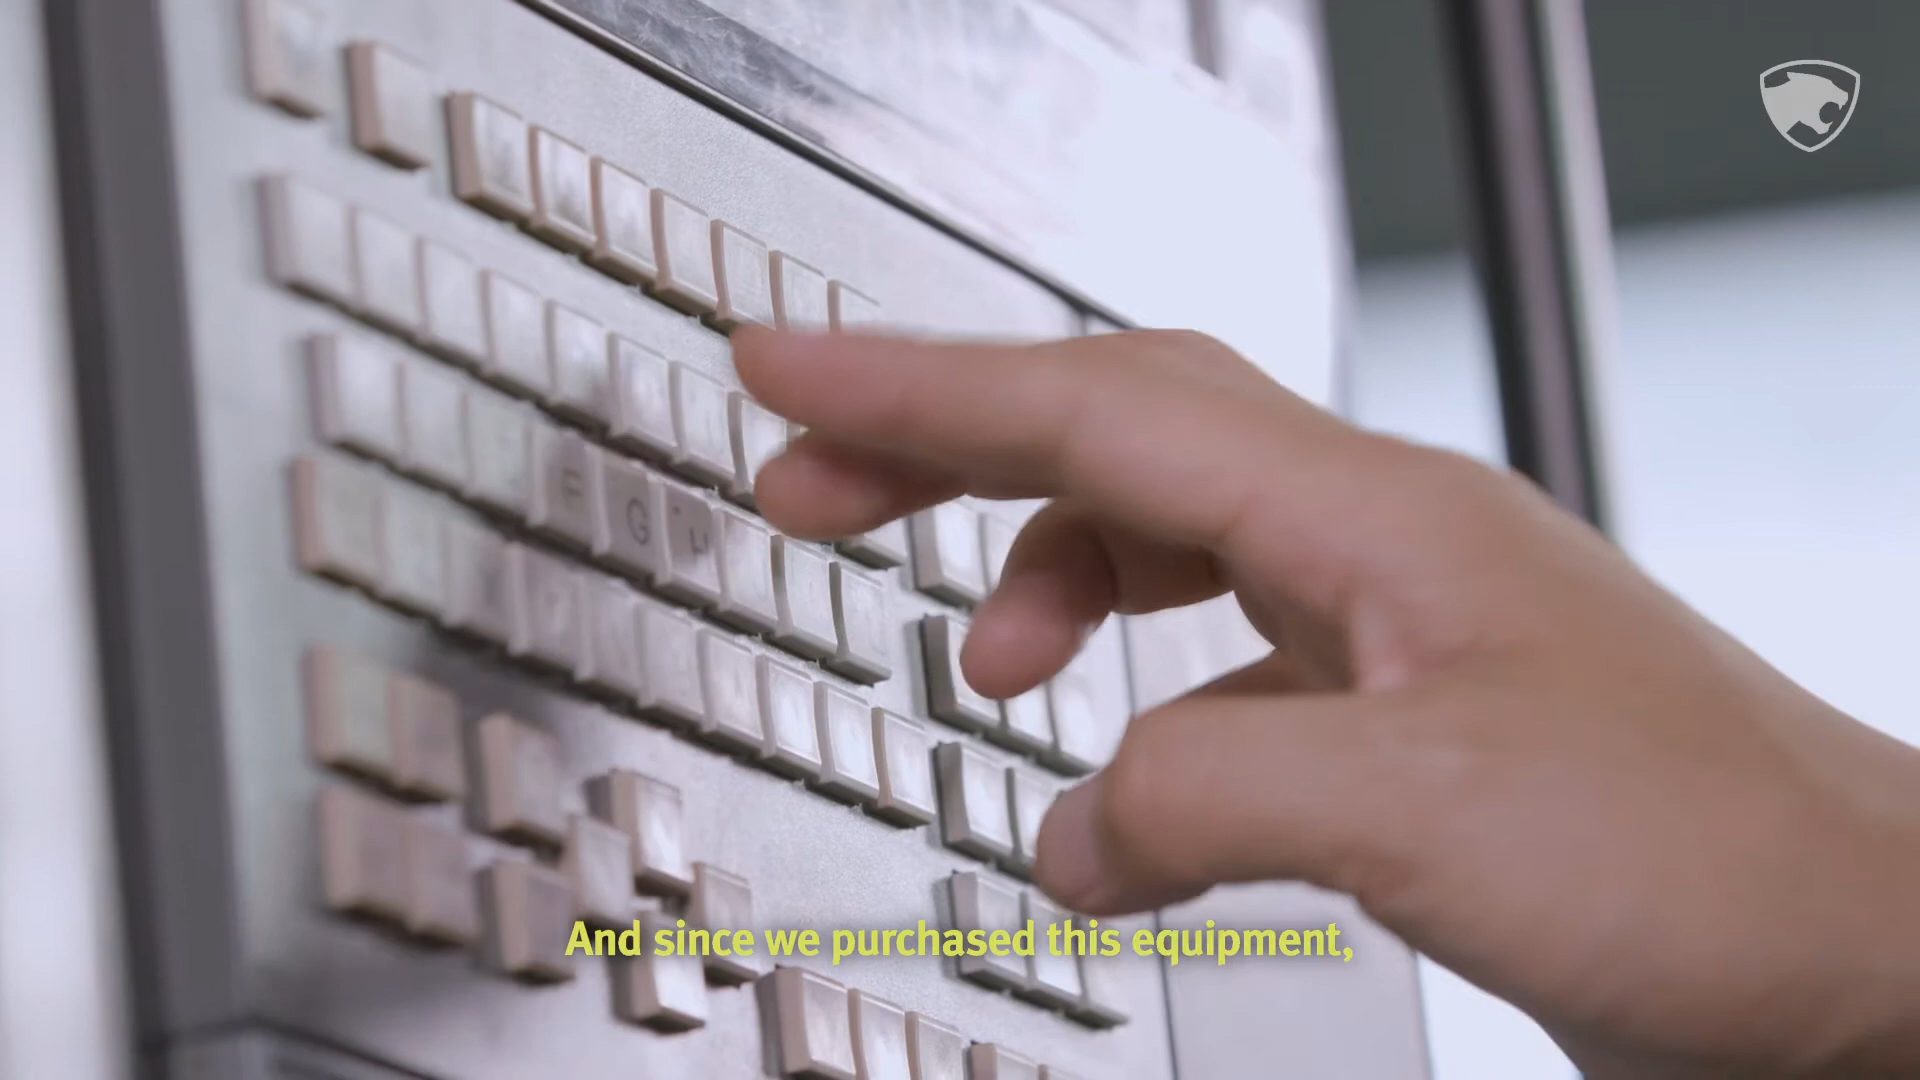 F G H
And since we purchased this equipment,